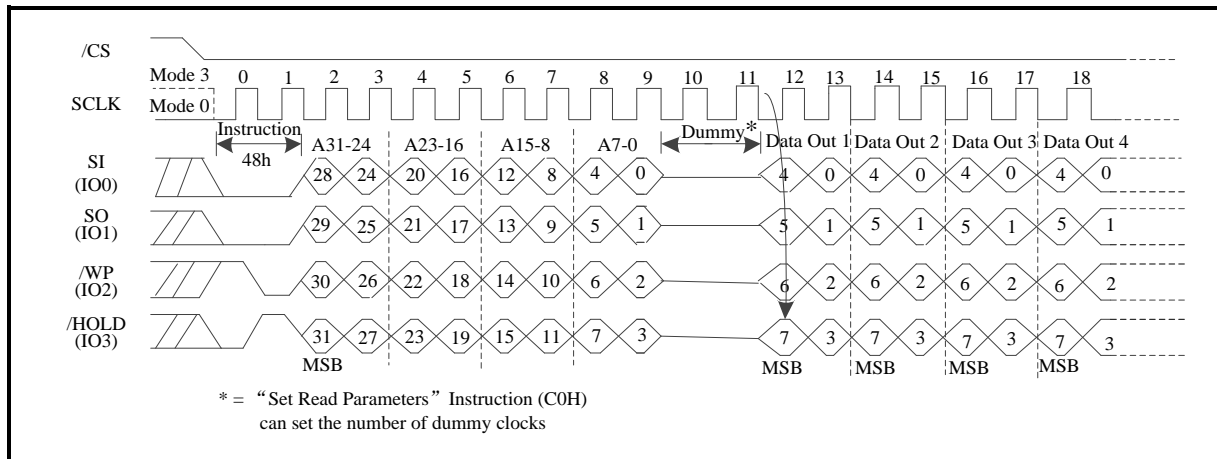 /CS
Mode 3 0 1 2 3 4 5 6 7 8 9 10 11 12 13 14 15 16 17 18
SCLK Mode 0
Instruction A31-24 A23-16 A15-8 A7-0 Dummy* Data Out 1 Data Out 2 Data Out 3 Data Out 4
48h
SI
(IO0) 28 24 20 16 12 8 4 0 4 0 4 0 4 0 4 0
SO
(IO1) 29 25 21 17 13 9 5 1 5 1 5 1 5 1 5 1
/WP
(IO2) 30 26 22 18 14 10 6 2 6 2 6 2 6 2 6 2
/HOLD
(IO3) 31 27 23 19 15 11 7 3 7 3 7 3 7 3 7 3
MSB MSB MSB MSB MSB
* = “Set Read Parameters” Instruction (C0H)
can set the number of dummy clocks